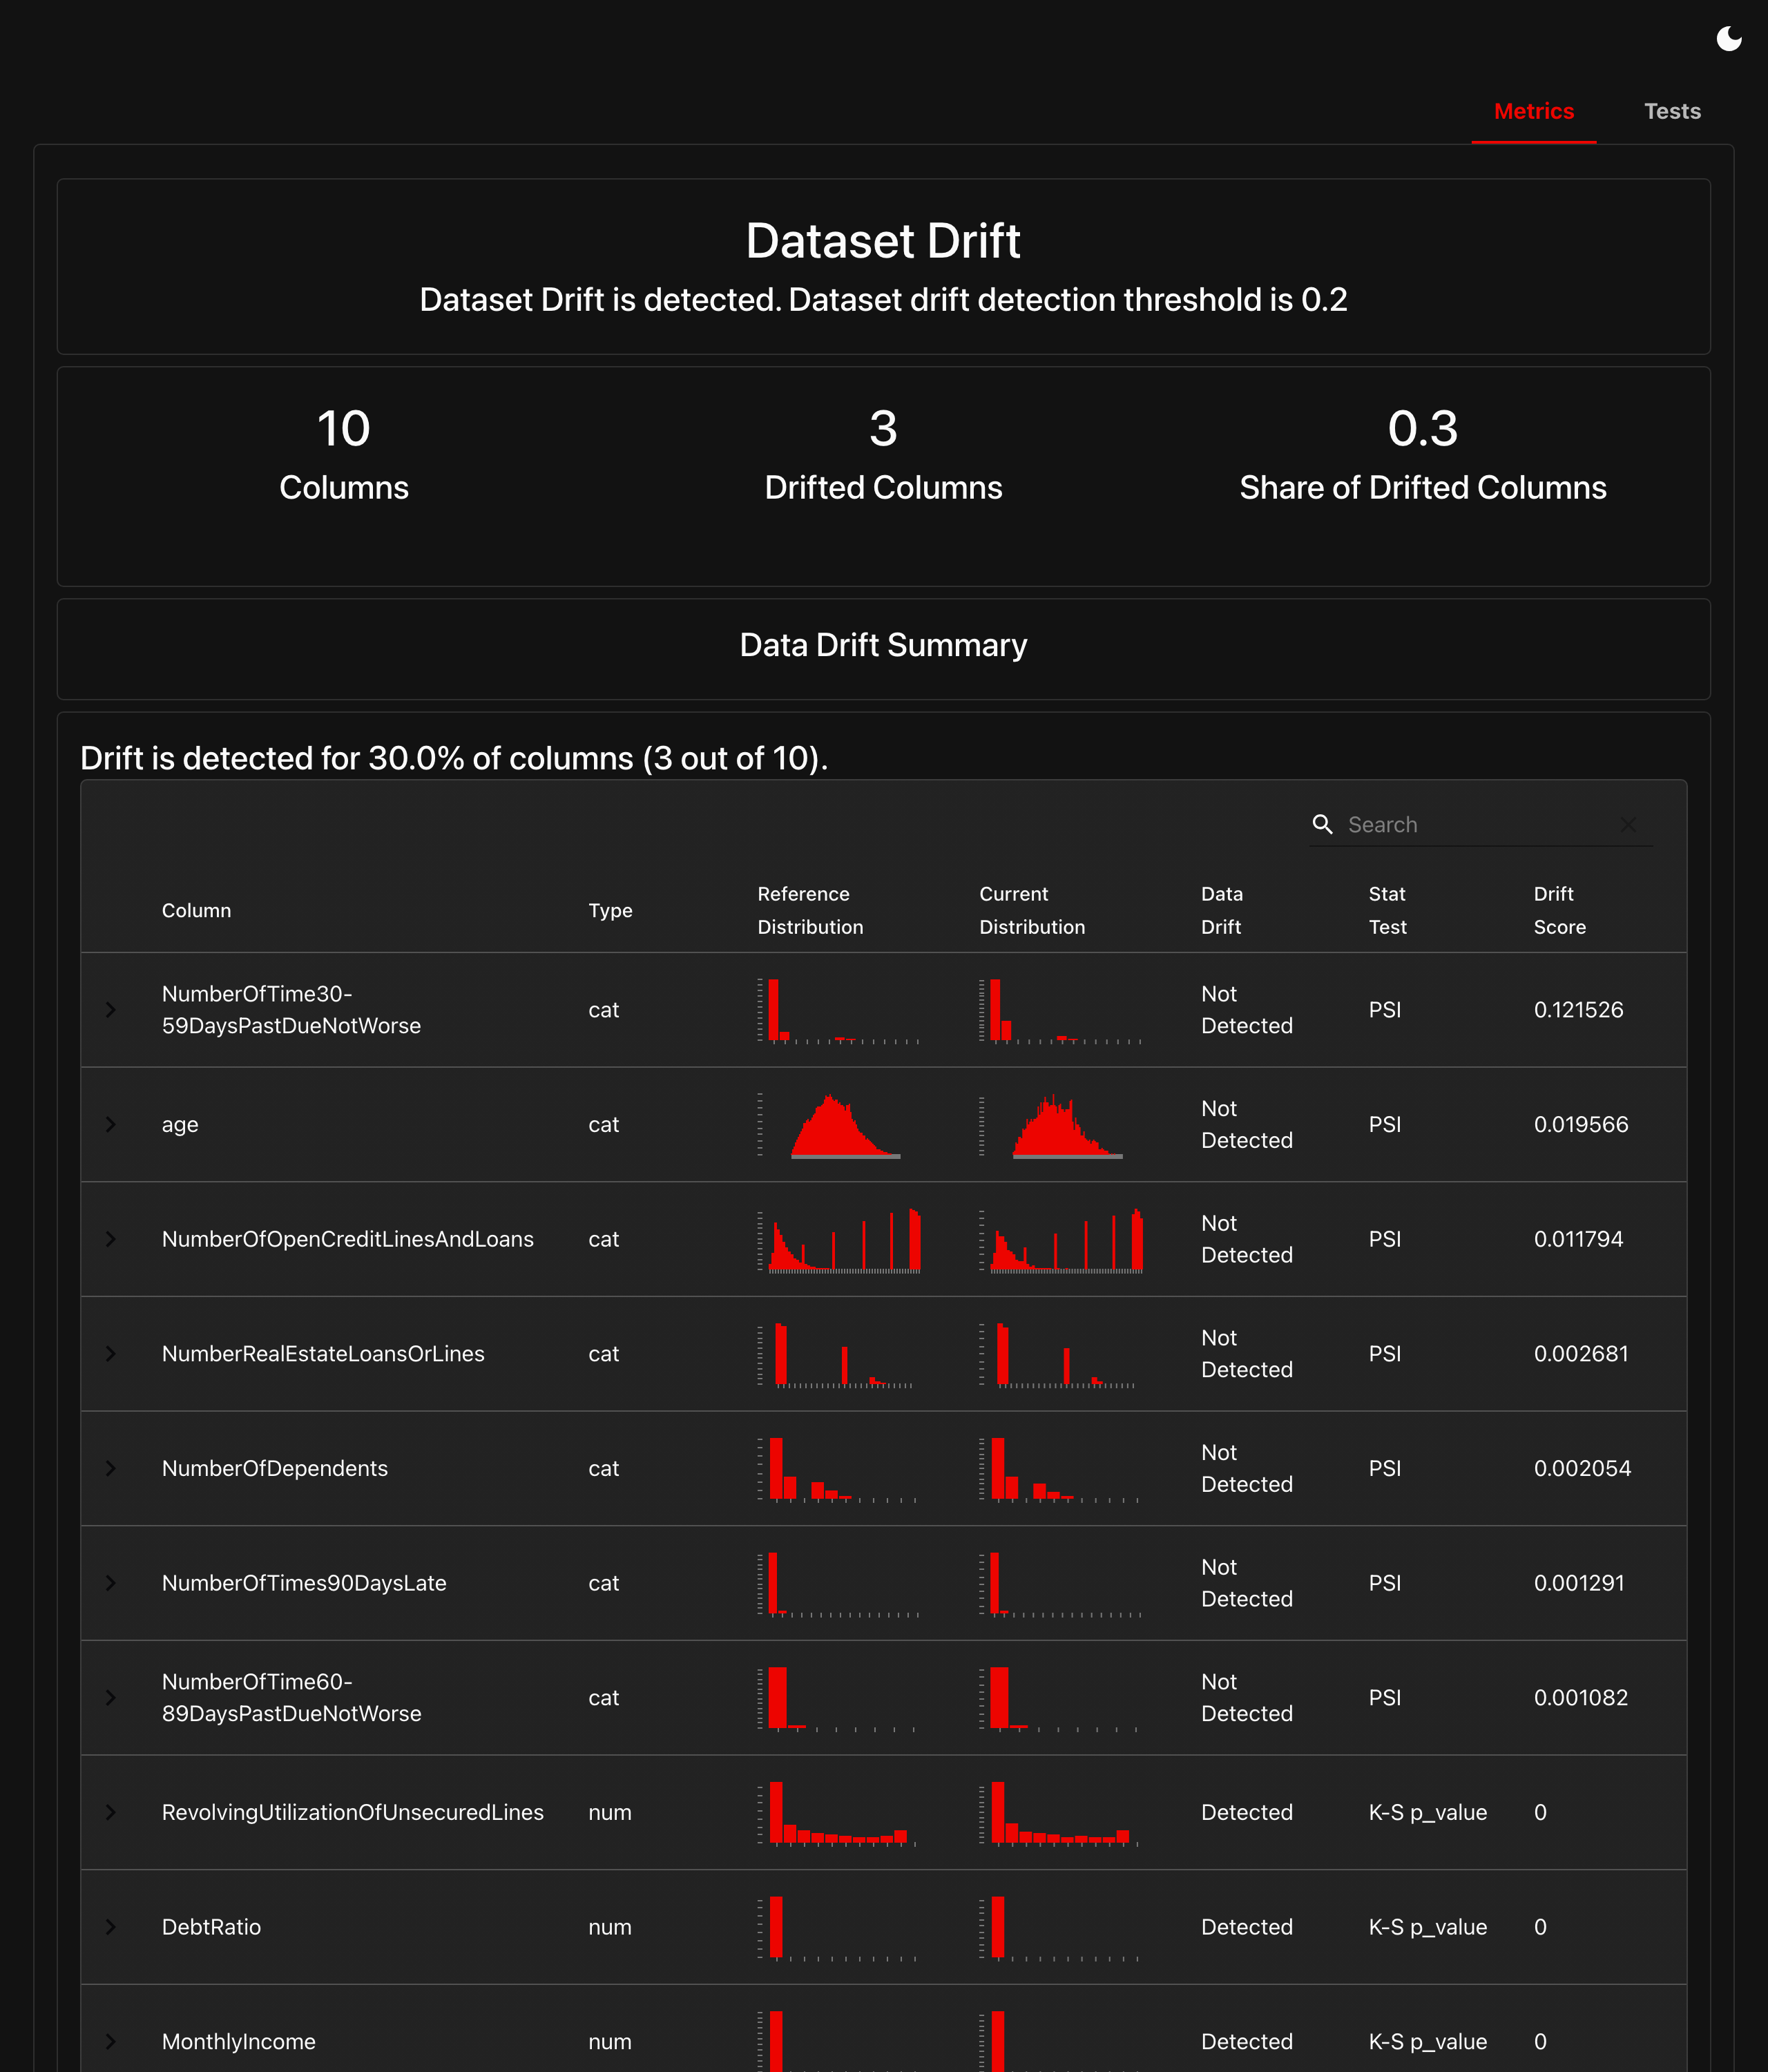 Metrics
Tests
Dataset Drift
Dataset Drift is detected. Dataset drift detection threshold is 0.2
10
Columns
3
Drifted Columns
0.3
Share of Drifted Columns
Data Drift Summary
Drift is detected for 30.0% of columns (3 out of 10).
Search
Column
Type
Reference
Distribution
Current
Distribution
Data
Drift
Stat
Test
Drift
Score
NumberOfTime30-
59DaysPastDueNotWorse
cat
Not
Detected
PSI
0.121526
age
cat
Not
Detected
PSI
0.019566
NumberOfOpenCreditLinesAndLoans
cat
Not
Detected
PSI
0.011794
NumberRealEstateLoansOrLines
cat
Not
Detected
PSI
0.002681
NumberOfDependents
cat
Not
Detected
PSI
0.002054
NumberOfTimes90DaysLate
cat
Not
Detected
PSI
0.001291
NumberOfTime60-
89DaysPastDueNotWorse
cat
Not
Detected
PSI
0.001082
RevolvingUtilizationOfUnsecuredLines
num
Detected
K-S p_value
0
DebtRatio
num
Detected
K-S p_value
0
MonthlyIncome
num
Detected
K-S p_value
0